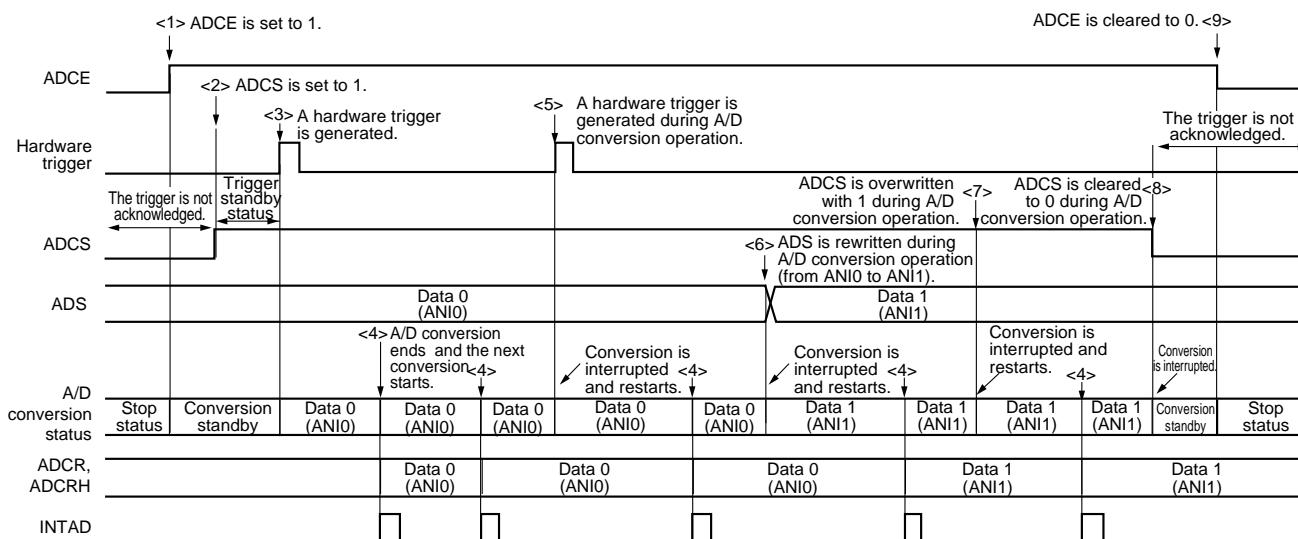 <1> ADCE is set to 1.
ADCE is cleared to 0. <9>
ADCE
<2> ADCS is set to 1.
<3> A hardware trigger
is generated.
<5> A hardware trigger is
generated during A/D
conversion operation.
The trigger is not
acknowledged.
Hardware
trigger
The trigger is not
acknowledged.
Trigger
standby
status
ADCS is overwritten
with 1 during A/D
conversion operation.
<7>
ADCS is cleared
to 0 during A/D
conversion operation.
<8>
ADCS
<6> ADS is rewritten during
A/D conversion operation
(from ANI0 to ANI1).
ADS
Data 0
(ANI0)
Data 1
(ANI1)
<4> A/D conversion
ends and the next
conversion
starts.
<4>
Conversion is
interrupted
and restarts.
<4>
Conversion is
interrupted
and restarts.
<4>
Conversion is
interrupted and
restarts.
<4>
Conversion
is interrupted.
A/D
conversion
status
Stop
status
Conversion
standby
Data 0
(ANI0)
Data 0
(ANI0)
Data 0
(ANI0)
Data 0
(ANI0)
Data 0
(ANI0)
Data 1
(ANI1)
Data 1
(ANI1)
Data 1
(ANI1)
Data 1
(ANI1)
Conversion
standby
Stop
status
ADCR,
ADCRH
Data 0
(ANI0)
Data 0
(ANI0)
Data 0
(ANI0)
Data 1
(ANI1)
Data 1
(ANI1)
INTAD